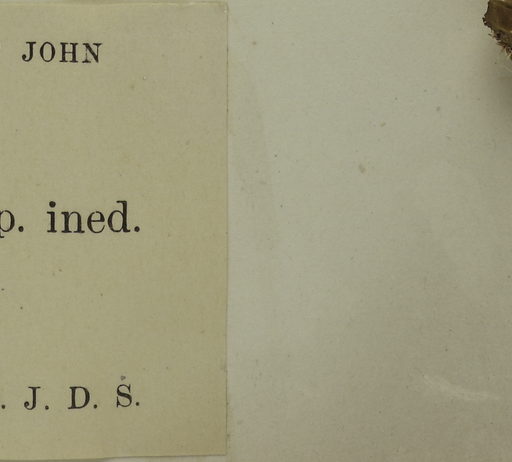 JOHN
p. ined.
. J. D. S.